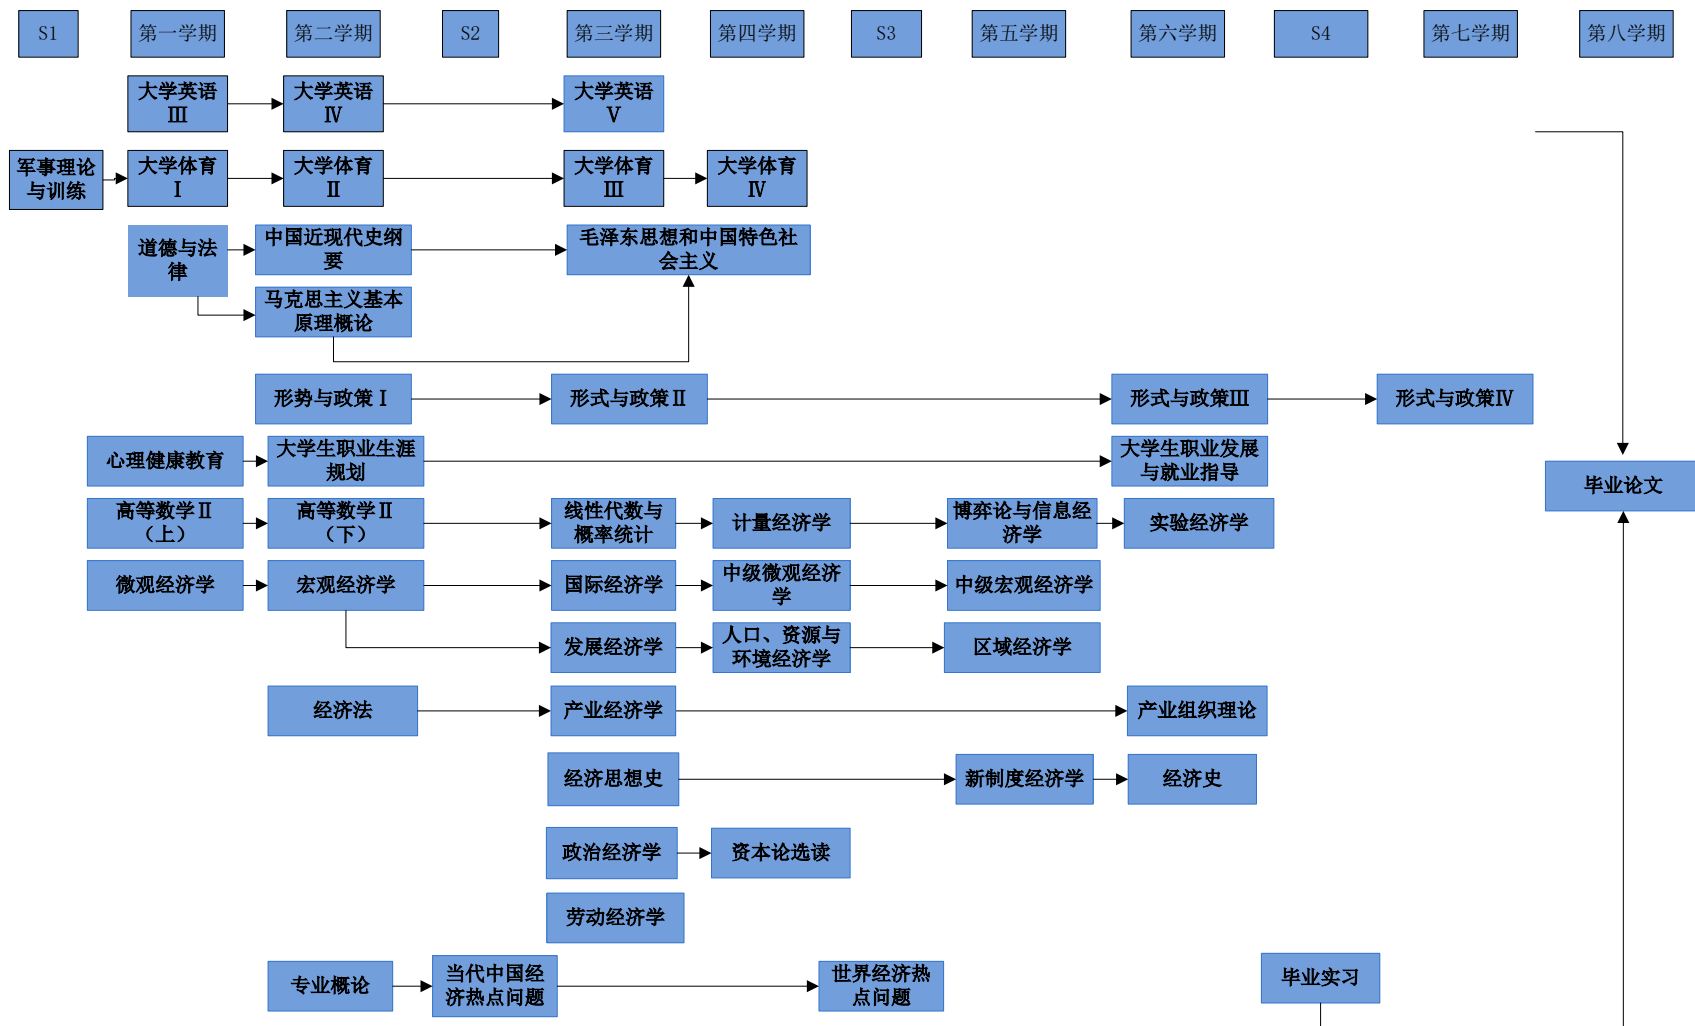 S1
第一学期
第二学期
S2
第三学期
第四学期
S3
第五学期
第六学期
S4
第七学期
第八学期
大学英语
Ⅲ
大学英语
Ⅳ
大学英语
Ⅴ
军事理论
与训练
大学体育
Ⅰ
大学体育
Ⅱ
大学体育
Ⅲ
大学体育
Ⅳ
道德与法
律
中国近现代史纲
要
毛泽东思想和中国特色社
会主义
马克思主义基本
原理概论
形势与政策Ⅰ
形式与政策Ⅱ
形式与政策Ⅲ
形式与政策Ⅳ
心理健康教育
大学生职业生涯
规划
大学生职业发展
与就业指导
毕业论文
高等数学Ⅱ
（上）
高等数学Ⅱ
（下）
线性代数与
概率统计
计量经济学
博弈论与信息经
济学
实验经济学
微观经济学
宏观经济学
国际经济学
中级微观经济
学
中级宏观经济学
发展经济学
人口、资源与
环境经济学
区域经济学
经济法
产业经济学
产业组织理论
经济思想史
新制度经济学
经济史
政治经济学
资本论选读
劳动经济学
专业概论
当代中国经
济热点问题
世界经济热
点问题
毕业实习